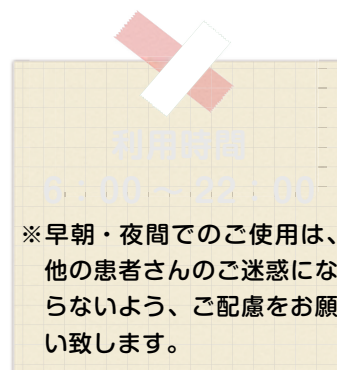 利用時間
6：00～22：00
※早朝・夜間でのご使用は、
他の患者さんのご迷惑にな
らないよう、ご配慮をお願
い致します。